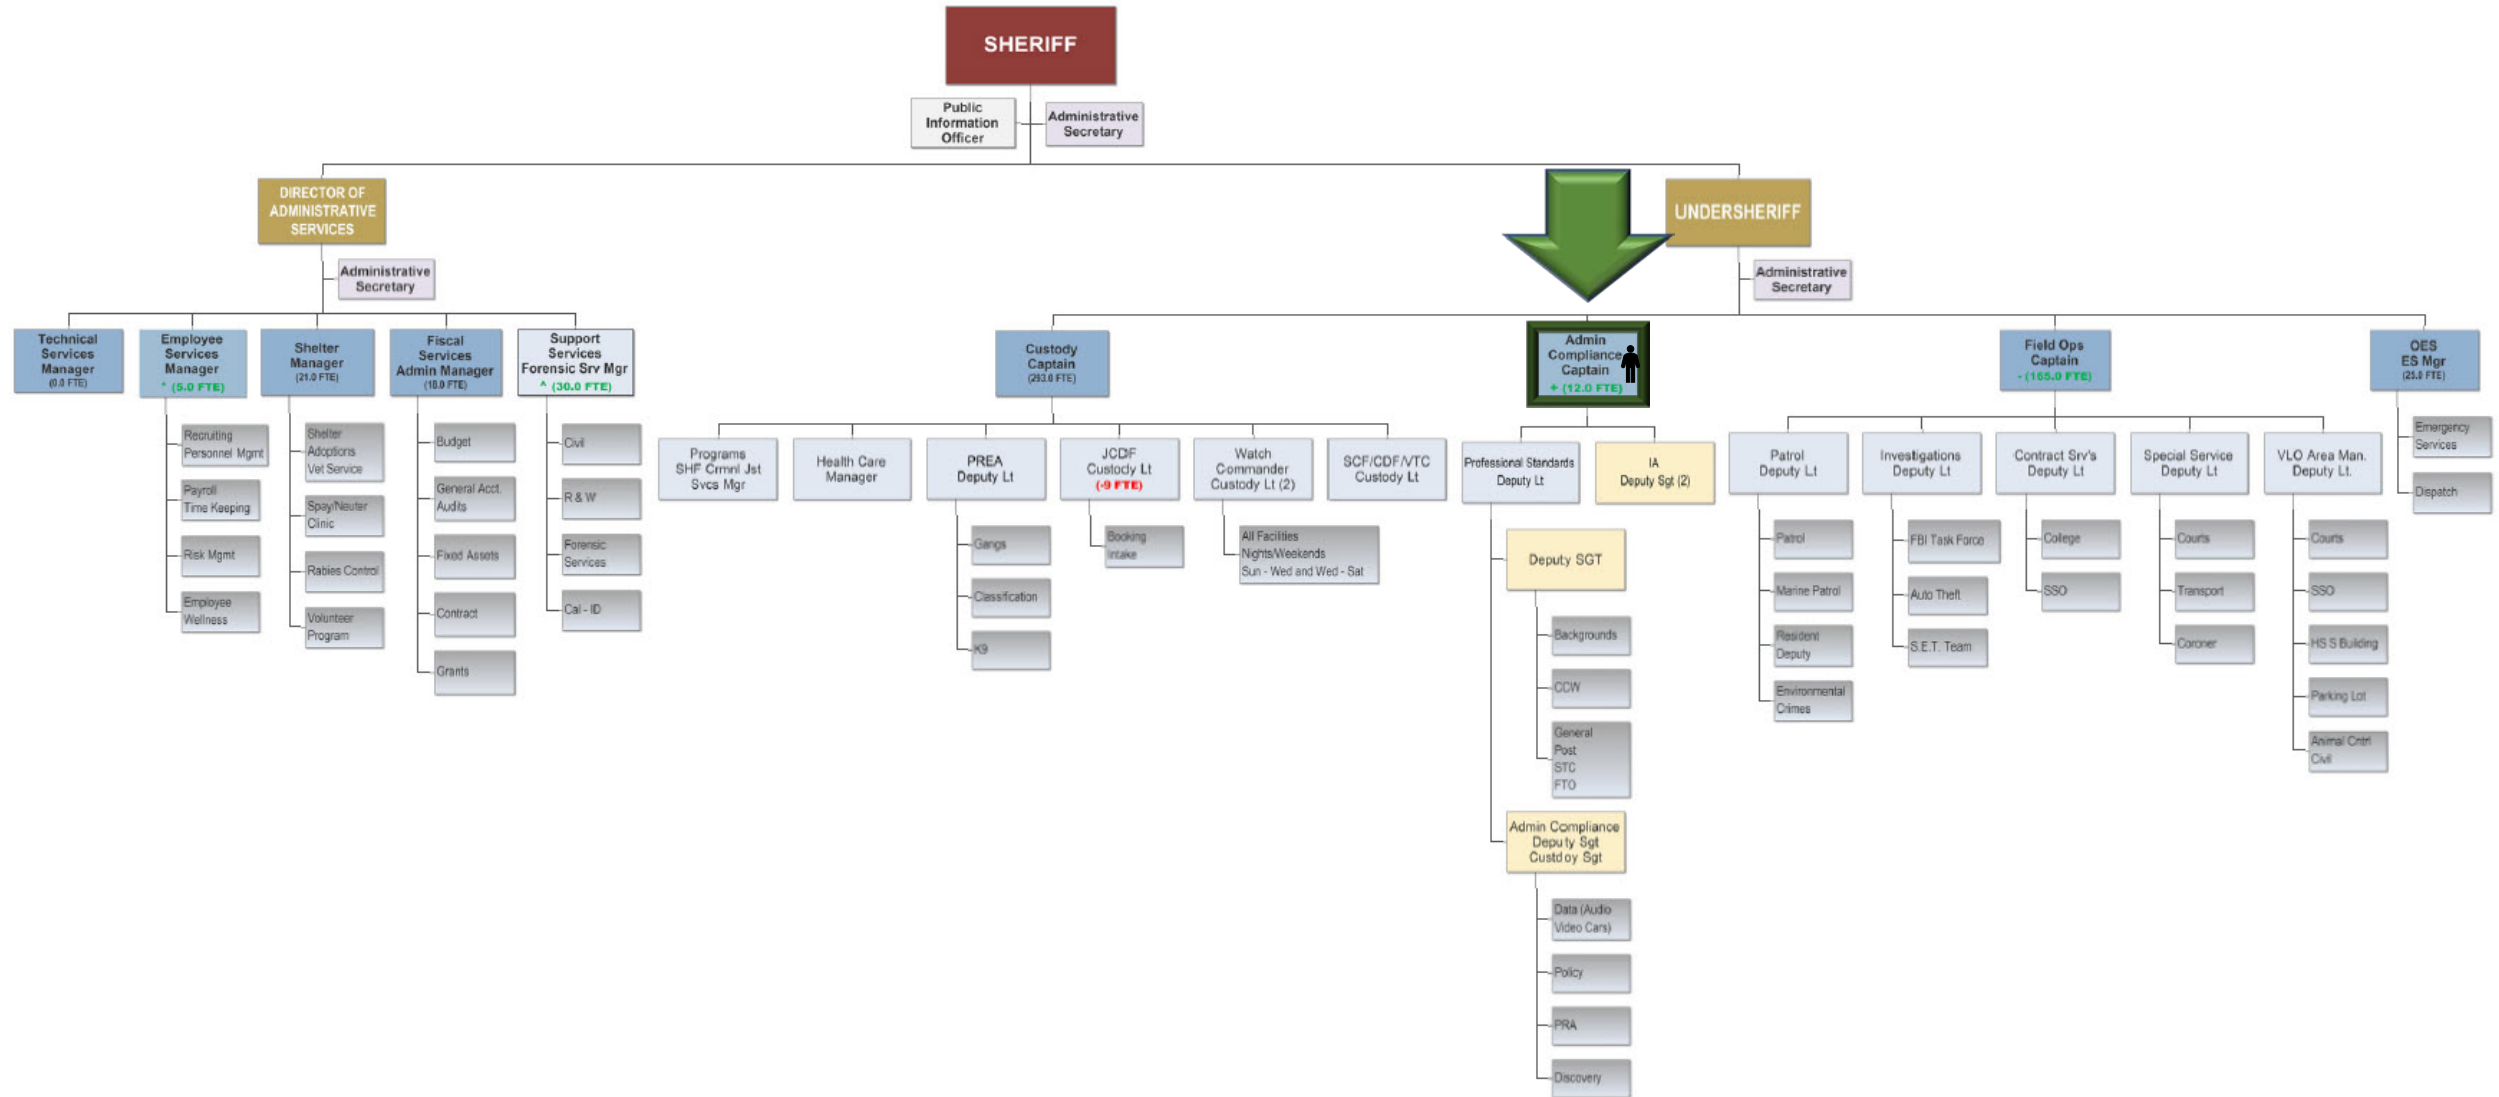 SHERIFF
Public
Information
Officer
Administrative
Secretary
DIRECTOR OF
ADMINISTRATIVE
SERVICES
UNDERSHERIFF
Administrative
Secretary
Administrative
Secretary
Technical
Services
Manager
(0.0 FTE)
Employee
Services
Manager
^ (5.0 FTE)
Shelter
Manager
(21.0 FTE)
Fiscal
Services
Admin Manager
(18.0 FTE)
Support
Services
Forensic Srv Mgr
^ (30.0 FTE)
Custody
Captain
(293.0 FTE)
Admin
Compliance
Captain
+ (12.0 FTE)
Field Ops
Captain
- (165.0 FTE)
OES
ES Mgr
(25.0 FTE)
Recruiting
Personnel Mgmt
Payroll
Time Keeping
Risk Mgmt
Employee
Wellness
Shelter
Adoptions
Vet Service
Spay/Neuter
Clinic
Rabies Control
Volunteer
Program
Budget
General Acct.
Audits
Fixed Assets
Contract
Grants
Civil
R & W
Forensic
Services
Cal - ID
Programs
SHF Crmnl Jst
Svcs Mgr
Health Care
Manager
PREA
Deputy Lt
JCDF
Custody Lt
(-9 FTE)
Watch
Commander
Custody Lt (2)
SCF/CDF/VTC
Custody Lt
Gangs
Classification
K9
Booking
Intake
All Facilities
Nights/Weekends
Sun - Wed and Wed - Sat
Professional Standards
Deputy Lt
IA
Deputy Sgt (2)
Deputy SGT
Backgrounds
CCW
General
Post
STC
FTO
Admin Compliance
Deputy Sgt
Custdoy Sgt
Data (Audio
Video Cars)
Policy
PRA
Discovery
Patrol
Deputy Lt
Investigations
Deputy Lt
Contract Srv's
Deputy Lt
Special Service
Deputy Lt
VLO Area Man.
Deputy Lt.
Patrol
Marine Patrol
Resident
Deputy
Environmental
Crimes
FBI Task Force
Auto Theft
S.E.T. Team
College
SSO
Courts
Transport
Coroner
Courts
SSO
HS S Building
Parking Lot
Animal Cntrl
Civil
Emergency
Services
Dispatch